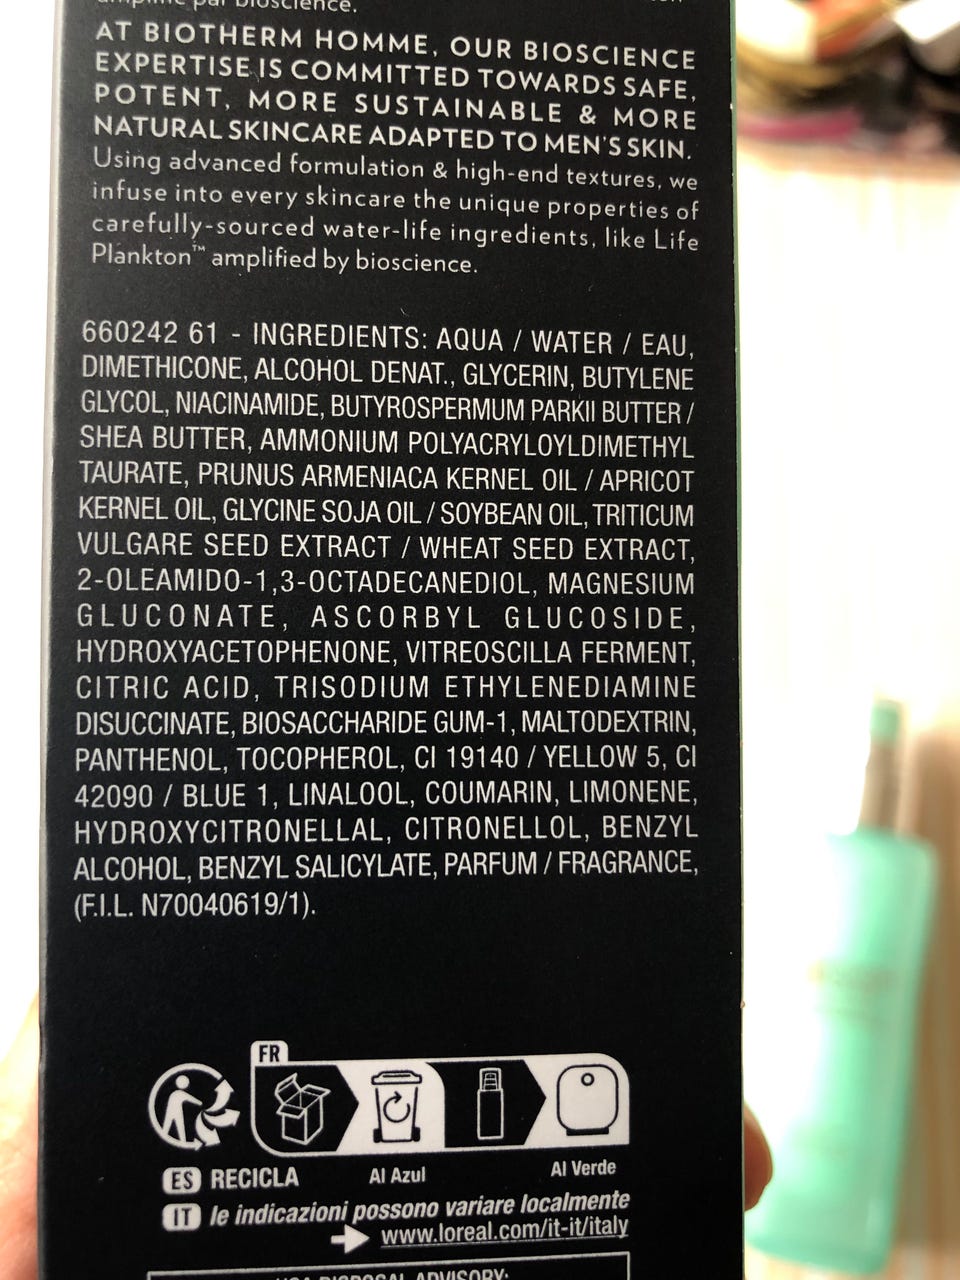 amplifié par bioscience.
AT BIOTHERM HOMME, OUR BIOSCIENCE
EXPERTISE IS COMMITTED TOWARDS SAFE,
POTENT, MORE SUSTAINABLE & MORE
NATURAL SKINCARE ADAPTED TO MEN'S SKIN.
Using advanced formulation & high-end textures, we
infuse into every skincare the unique properties of
carefully-sourced water-life ingredients, like Life
Plankton™ amplified by bioscience.
660242 61 - INGREDIENTS: AQUA / WATER / EAU,
DIMETHICONE, ALCOHOL DENAT., GLYCERIN, BUTYLENE
GLYCOL, NIACINAMIDE, BUTYROSPERMUM PARKII BUTTER /
SHEA BUTTER, AMMONIUM POLYACRYLOYLDIMETHYL
TAURATE, PRUNUS ARMENIACA KERNEL OIL / APRICOT
KERNEL OIL, GLYCINE SOJA OIL / SOYBEAN OIL, TRITICUM
VULGARE SEED EXTRACT / WHEAT SEED EXTRACT,
2-OLEAMIDO-1,3-OCTADECANEDIOL, MAGNESIUM
GLUCONATE, ASCORBYL GLUCOSIDE,
HYDROXYACETOPHENONE, VITREOSCILLA FERMENT,
CITRIC ACID, TRISODIUM ETHYLENEDIAMINE
DISUCCINATE, BIOSACCHARIDE GUM-1, MALTODEXTRIN,
PANTHENOL, TOCOPHEROL, CI 19140 / YELLOW 5, CI
42090 / BLUE 1, LINALOOL, COUMARIN, LIMONENE,
HYDROXYCITRONELLAL, CITRONELLOL, BENZYL
ALCOHOL, BENZYL SALICYLATE, PARFUM / FRAGRANCE,
(F.I.L. N70040619/1).
FR
ES RECICLA Al Azul Al Verde
IT le indicazioni possono variare localmente
www.loreal.com/it-it/italy
USA DISPOSAL ADVISORY: